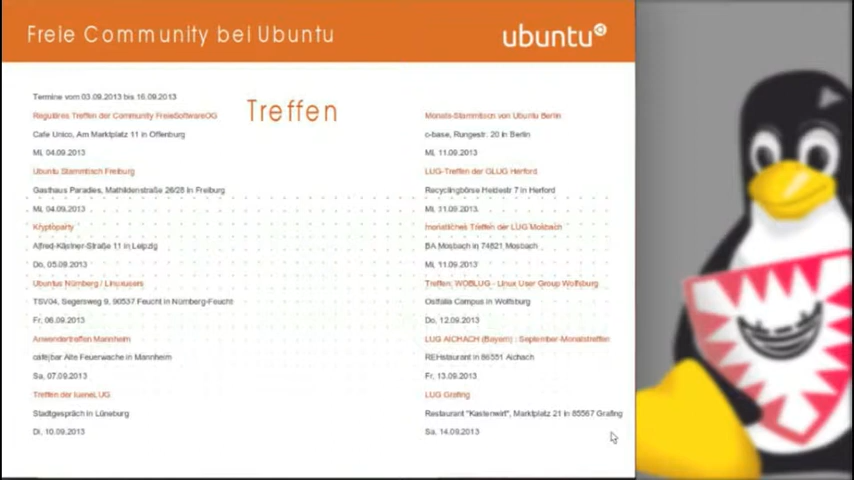 Freie Community bei Ubuntu
ubuntu
Treffen
Termine vom 03.09.2013 bis 16.09.2013
Reguläres Treffen der Community FreieSoftwareOG
Cafe Unico, Am Marktplatz 11 in Offenburg
Mi, 04.09.2013
Ubuntu Stammtisch Freiburg
Gasthaus Paradies, Mathildenstraße 26/28 in Freiburg
Mi, 04.09.2013
Kryptoparty
Alfred-Kästner-Straße 11 in Leipzig
Do, 05.09.2013
Ubuntus Nürnberg / Linuxusers
TSV04, Segersweg 9, 90537 Feucht in Nürnberg-Feucht
Fr, 06.09.2013
Anwendertreffen Mannheim
café|bar Alte Feuerwache in Mannheim
Sa, 07.09.2013
Treffen der
Stadtgespräch in Lüneburg
Di, 10.09.2013
Monats-Stammtisch von Ubuntu Berlin
c-base, Rungestr. 20 in Berlin
Mi, 11.09.2013
LUG-Treffen der GLUG Herford
Recyclingbörse Heidestr 7 in Herford
Mi, 11.09.2013
monatliches Treffen der LUG Mosbach
BA Mosbach in 74821 Mosbach
Mi, 11.09.2013
Treffen: WOBLUG - Linux User Group Wolfsburg
Ostfalia Campus in Wolfsburg
Do, 12.09.2013
LUG AICHACH (Bayern) : September-Monatstreffen
REHstaurant in 86551 Aichach
Fr, 13.09.2013
LUG Grafing
Restaurant "Kastenwirt", Marktplatz 21 in 85567 Grafing
Sa, 14.09.2013